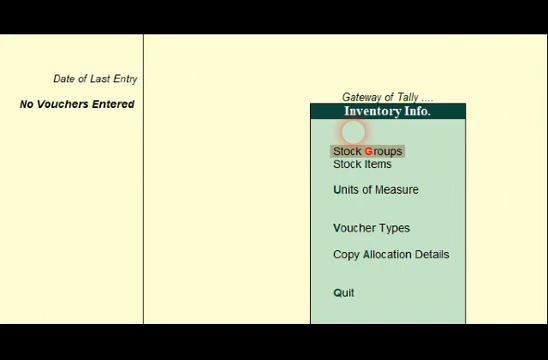 Date of Last Entry
No Vouchers Entered
Gateway of Tally ....
Inventory Info.
Stock Groups
Stock Items
Units of Measure
Voucher Types
Copy Allocation Details
Quit